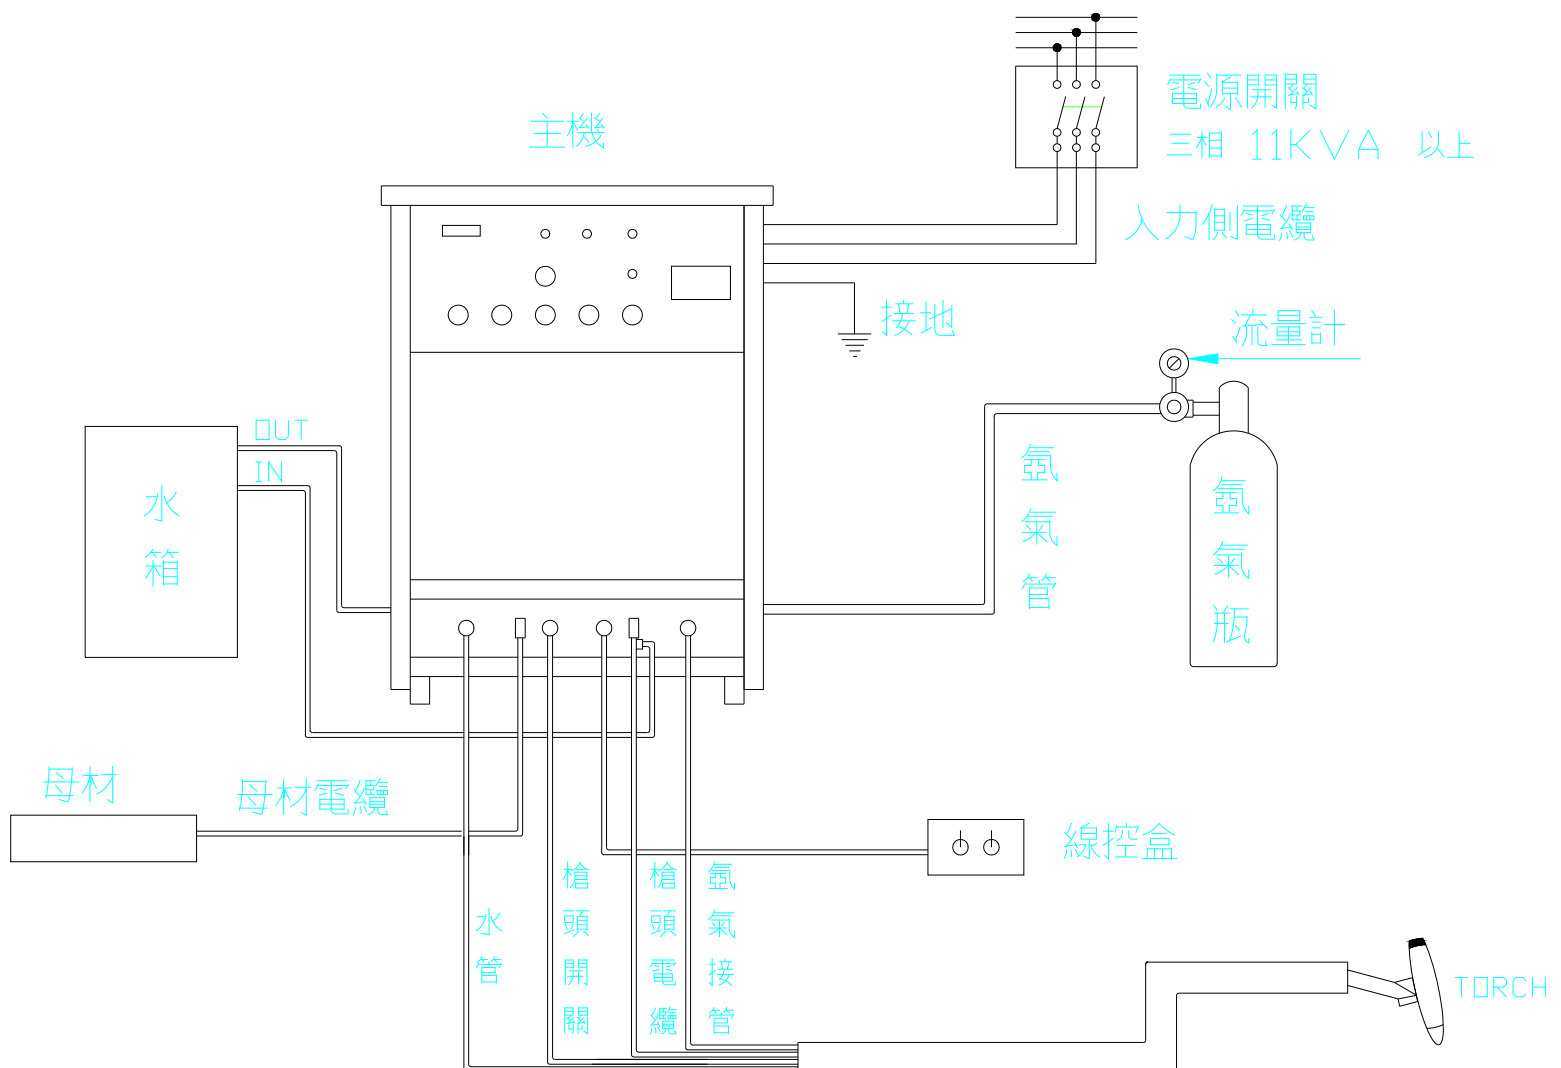 主機
電源開關
三相 11KVA 以上
入力側電纜
接地
流量計
OUT
IN
水箱
氬氣管
氬氣瓶
母材
母材電纜
線控盒
水管
槍頭開關
槍頭電纜
氬氣接管
TORCH